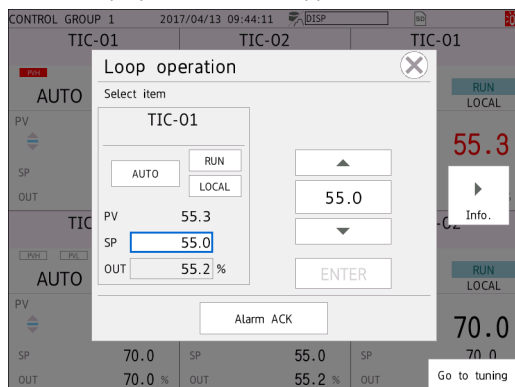 CONTROL GROUP 1 2017/04/13 09:44:11 DISP SD
TIC-01 TIC-02 TIC-01
PVH
AUTO
RUN
LOCAL
PV
55.3
SP
OUT
Loop operation
Select item
TIC-01
AUTO
RUN
LOCAL
PV 55.3
SP 55.0
OUT 55.2 %
55.0
ENTER
Alarm ACK
Info.
TIC
-02
PVH PVL
AUTO
RUN
LOCAL
PV
70.0
SP 70.0 SP 55.0 SP 70.0
OUT 70.0 % OUT 55.2 % OUT
Go to tuning